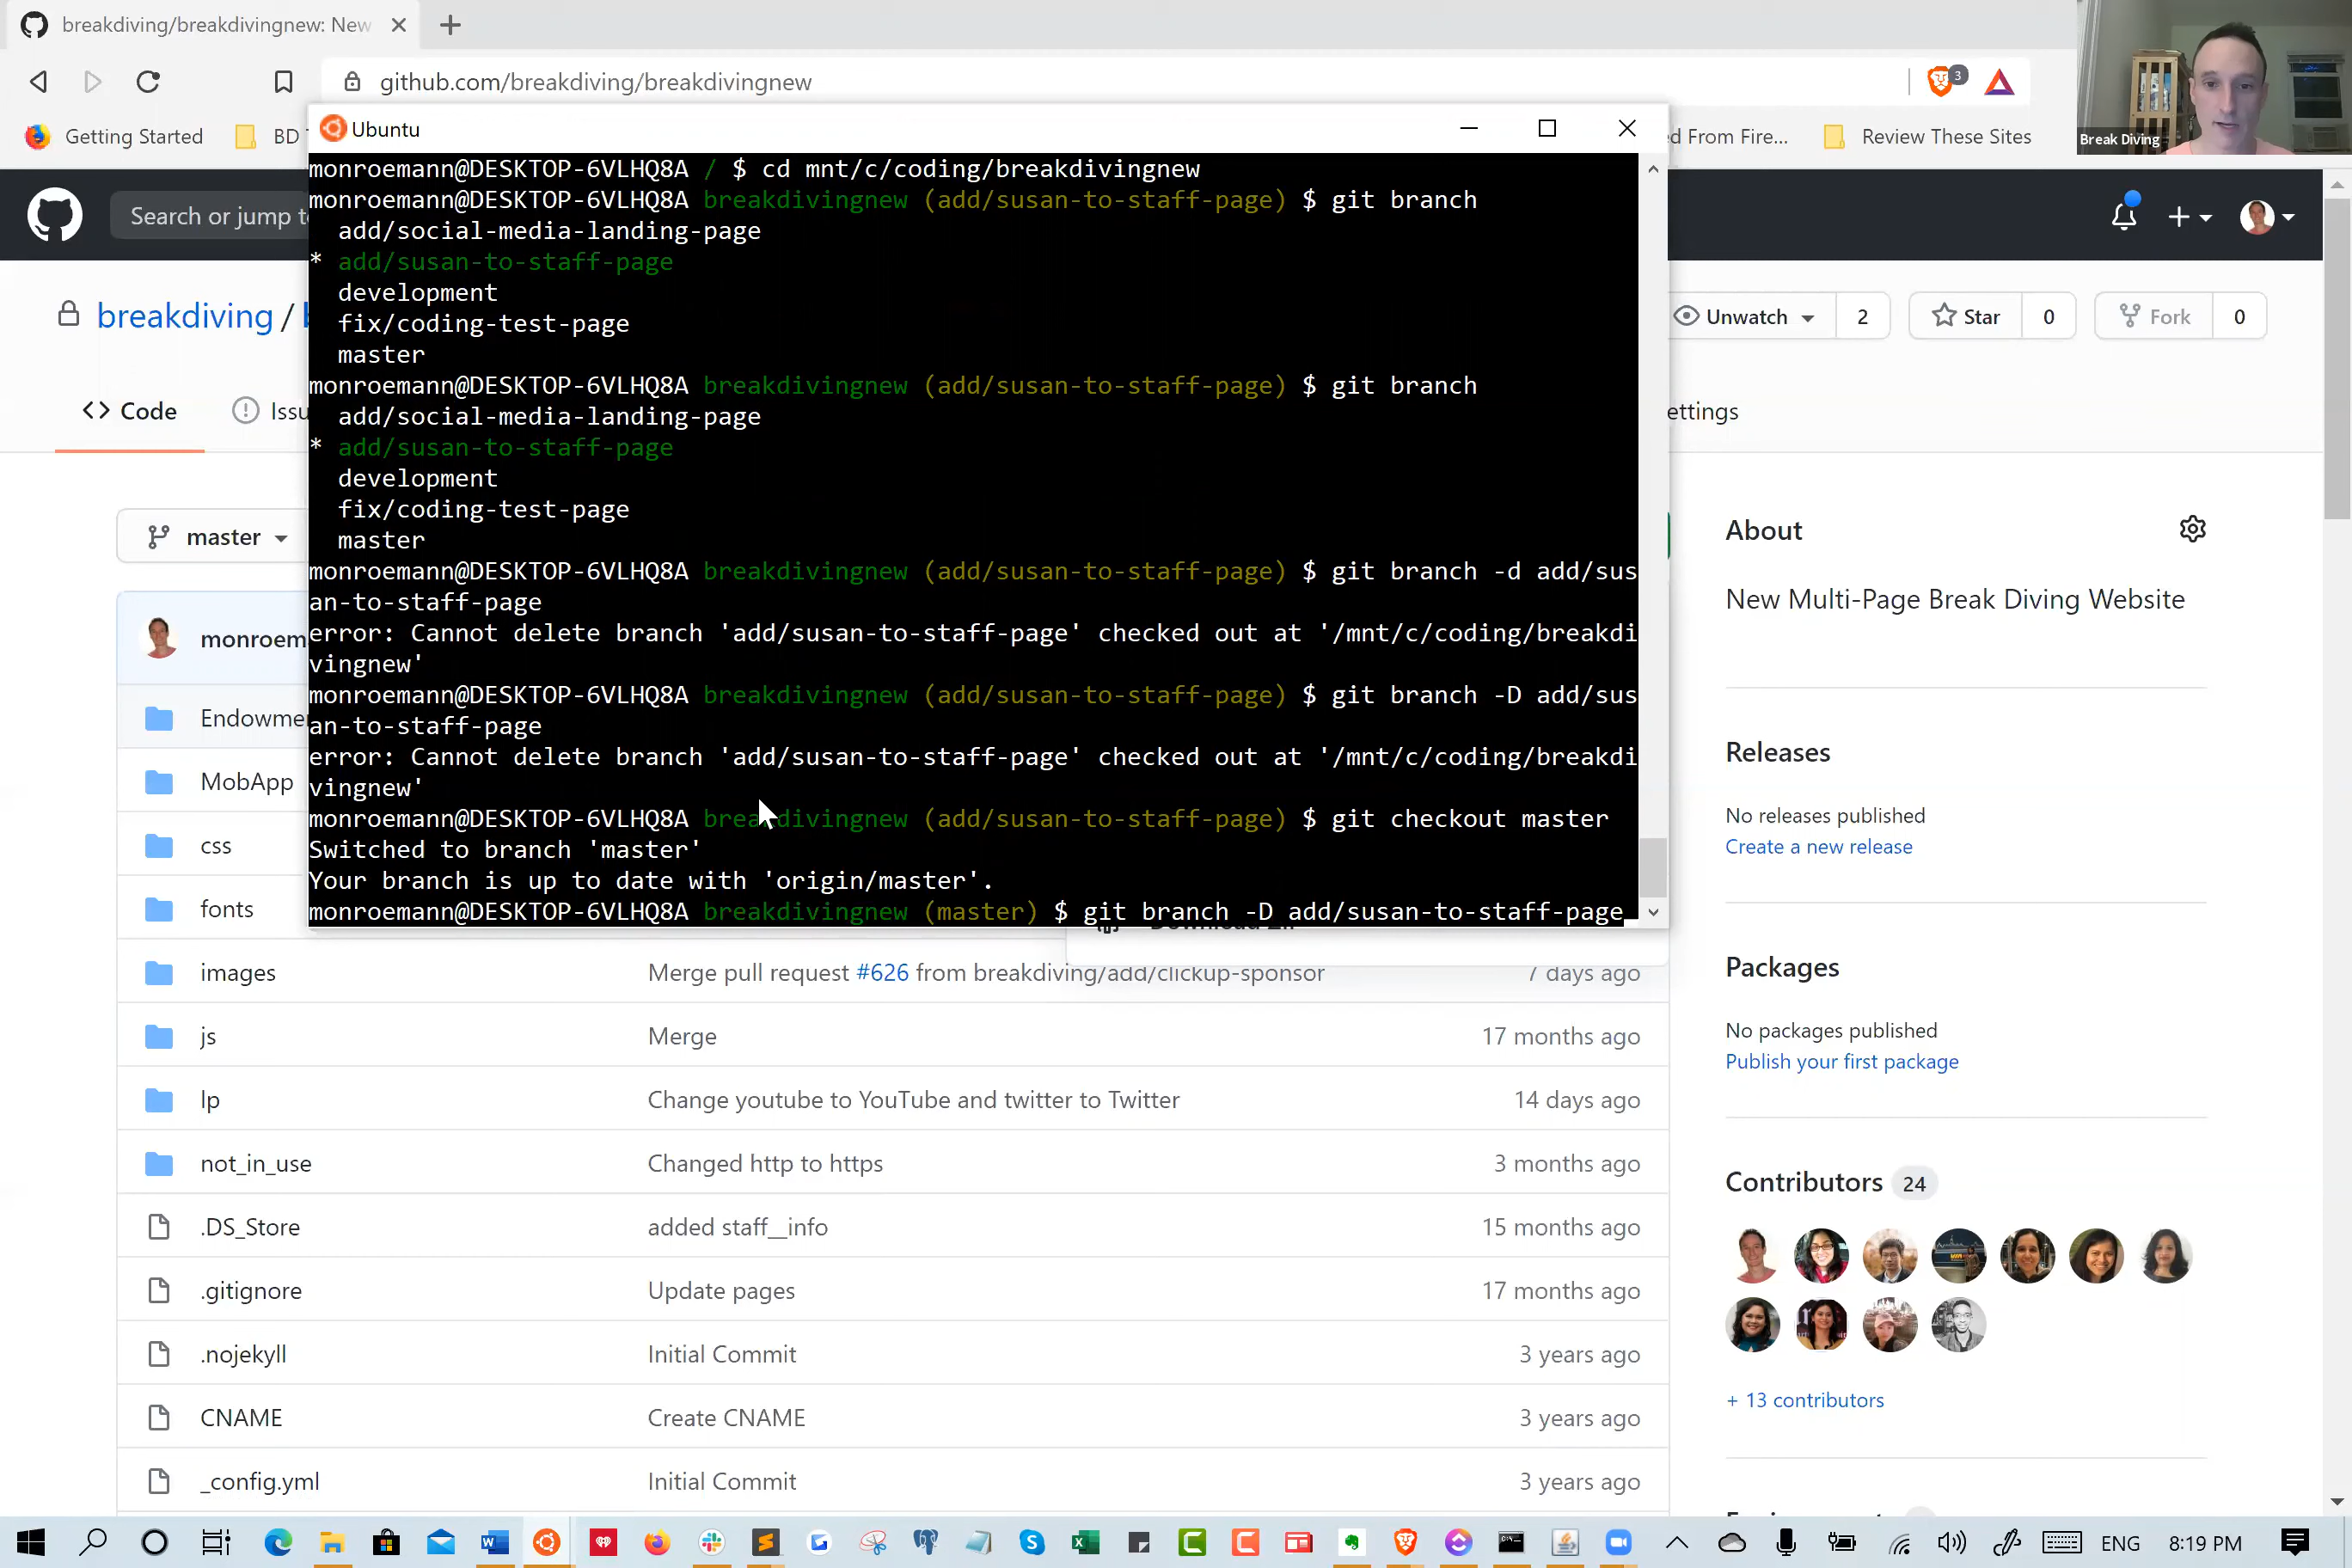 breakdiving/breakdivingnew: New
github.com/breakdiving/breakdivingnew
3
Getting Started
BD
d From Fire...
Review These Sites
Break Diving
Ubuntu
monroemann@DESKTOP-6VLHQ8A / $ cd mnt/c/coding/breakdivingnew
monroemann@DESKTOP-6VLHQ8A breakdivingnew (add/susan-to-staff-page) $ git branch
add/social-media-landing-page
* add/susan-to-staff-page
development
fix/coding-test-page
master
monroemann@DESKTOP-6VLHQ8A breakdivingnew (add/susan-to-staff-page) $ git branch
add/social-media-landing-page
* add/susan-to-staff-page
development
fix/coding-test-page
master
monroemann@DESKTOP-6VLHQ8A breakdivingnew (add/susan-to-staff-page) $ git branch -d add/sus
an-to-staff-page
error: Cannot delete branch 'add/susan-to-staff-page' checked out at '/mnt/c/coding/breakdi
vingnew'
monroemann@DESKTOP-6VLHQ8A breakdivingnew (add/susan-to-staff-page) $ git branch -D add/sus
an-to-staff-page
error: Cannot delete branch 'add/susan-to-staff-page' checked out at '/mnt/c/coding/breakdi
vingnew'
monroemann@DESKTOP-6VLHQ8A breakdivingnew (add/susan-to-staff-page) $ git checkout master
Switched to branch 'master'
Your branch is up to date with 'origin/master'.
monroemann@DESKTOP-6VLHQ8A breakdivingnew (master) $ git branch -D add/susan-to-staff-page
Search or jump t
breakdiving /
Unwatch 2
Star 0
Fork 0
Code
Issu
ettings
master
monroem
Endowme
MobApp
css
fonts
images Merge pull request #626 from breakdiving/add/clickup-sponsor 7 days ago
js Merge 17 months ago
lp Change youtube to YouTube and twitter to Twitter 14 days ago
not_in_use Changed http to https 3 months ago
.DS_Store added staff__info 15 months ago
.gitignore Update pages 17 months ago
.nojekyll Initial Commit 3 years ago
CNAME Create CNAME 3 years ago
_config.yml Initial Commit 3 years ago
About
New Multi-Page Break Diving Website
Releases
No releases published
Create a new release
Packages
No packages published
Publish your first package
Contributors 24
+ 13 contributors
ENG
8:19 PM